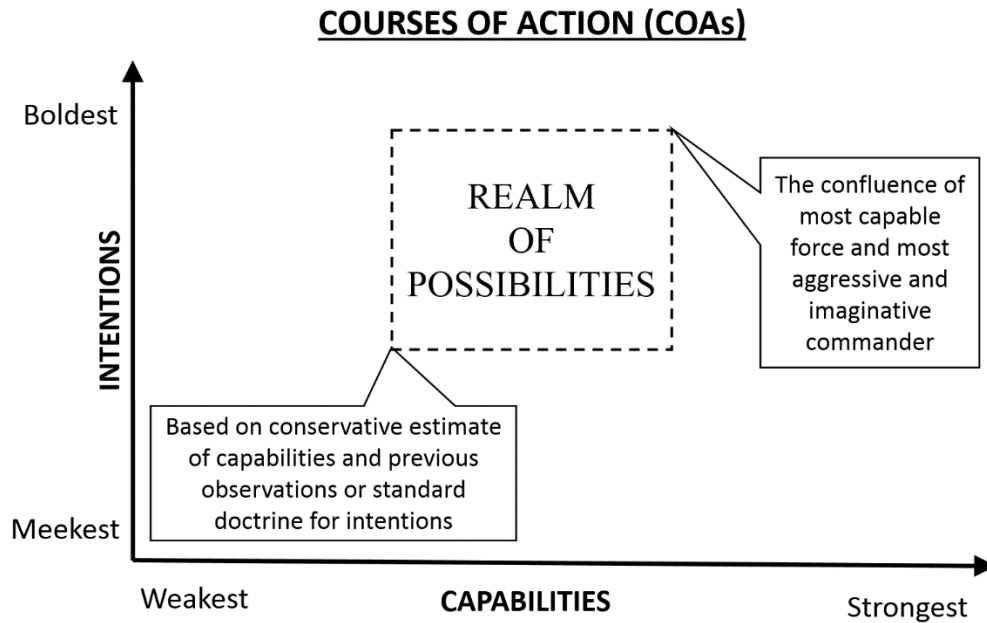 COURSES OF ACTION (COAs)
Boldest
INTENTIONS
Meekest
REALM
OF
POSSIBILITIES
The confluence of
most capable
force and most
aggressive and
imaginative
commander
Based on conservative estimate
of capabilities and previous
observations or standard
doctrine for intentions
Weakest
CAPABILITIES
Strongest